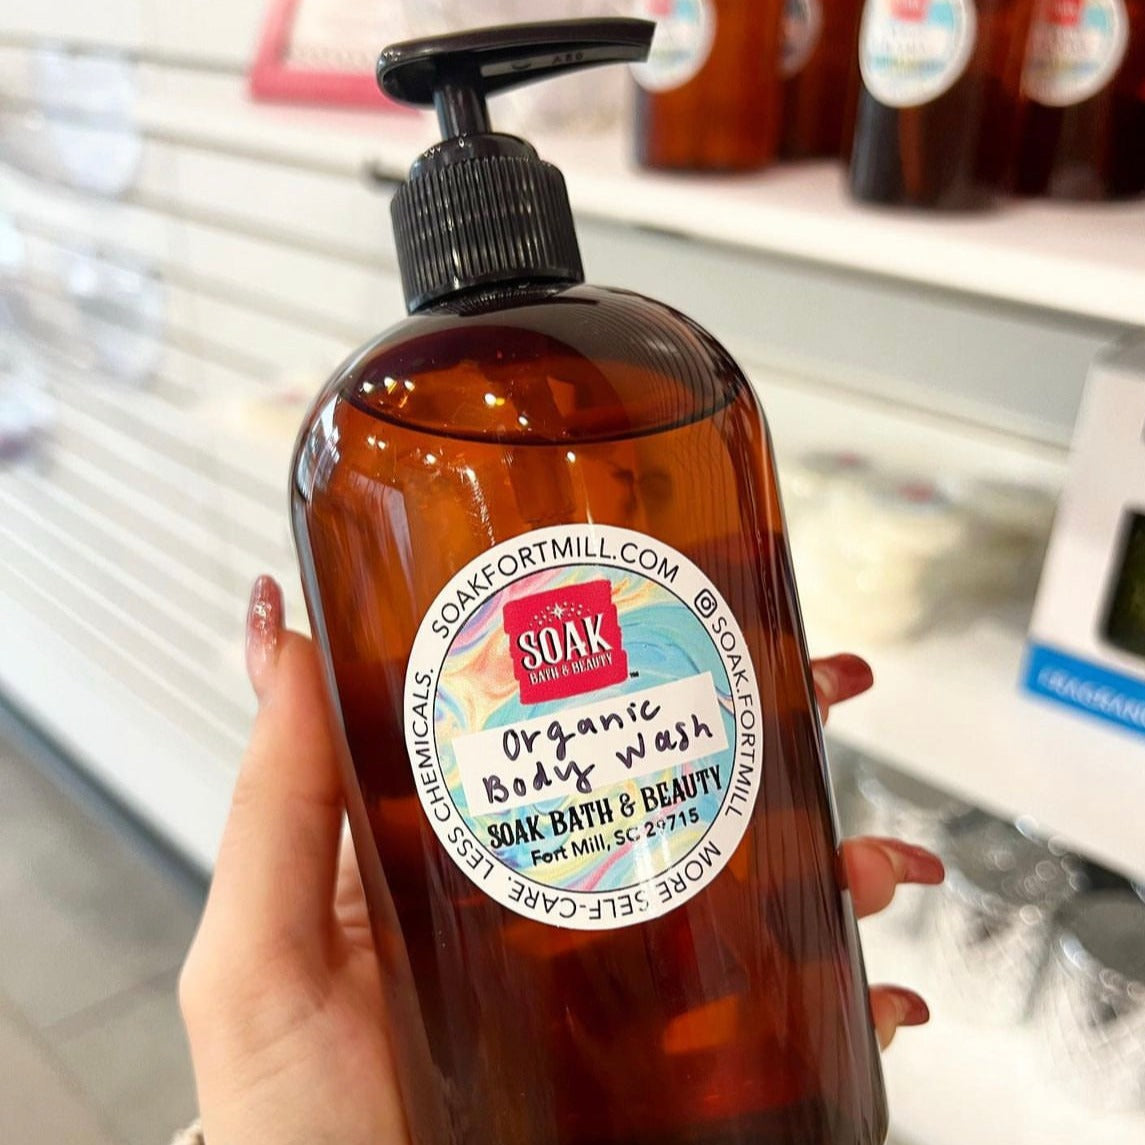 SOAKFORTMILL.COM
SOAK.FORTMILL
MORE SELF-CARE. LESS CHEMICALS.
SOAK
BATH & BEAUTY
Organic
Body Wash
SOAK BATH & BEAUTY
Fort Mill, SC 29715